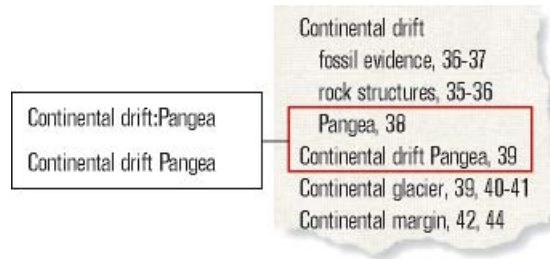 Continental drift:Pangea
Continental drift Pangea
Continental drift
fossil evidence, 36-37
rock structures, 35-36
Pangea, 38
Continental drift Pangea, 39
Continental glacier, 39, 40-41
Continental margin, 42, 44